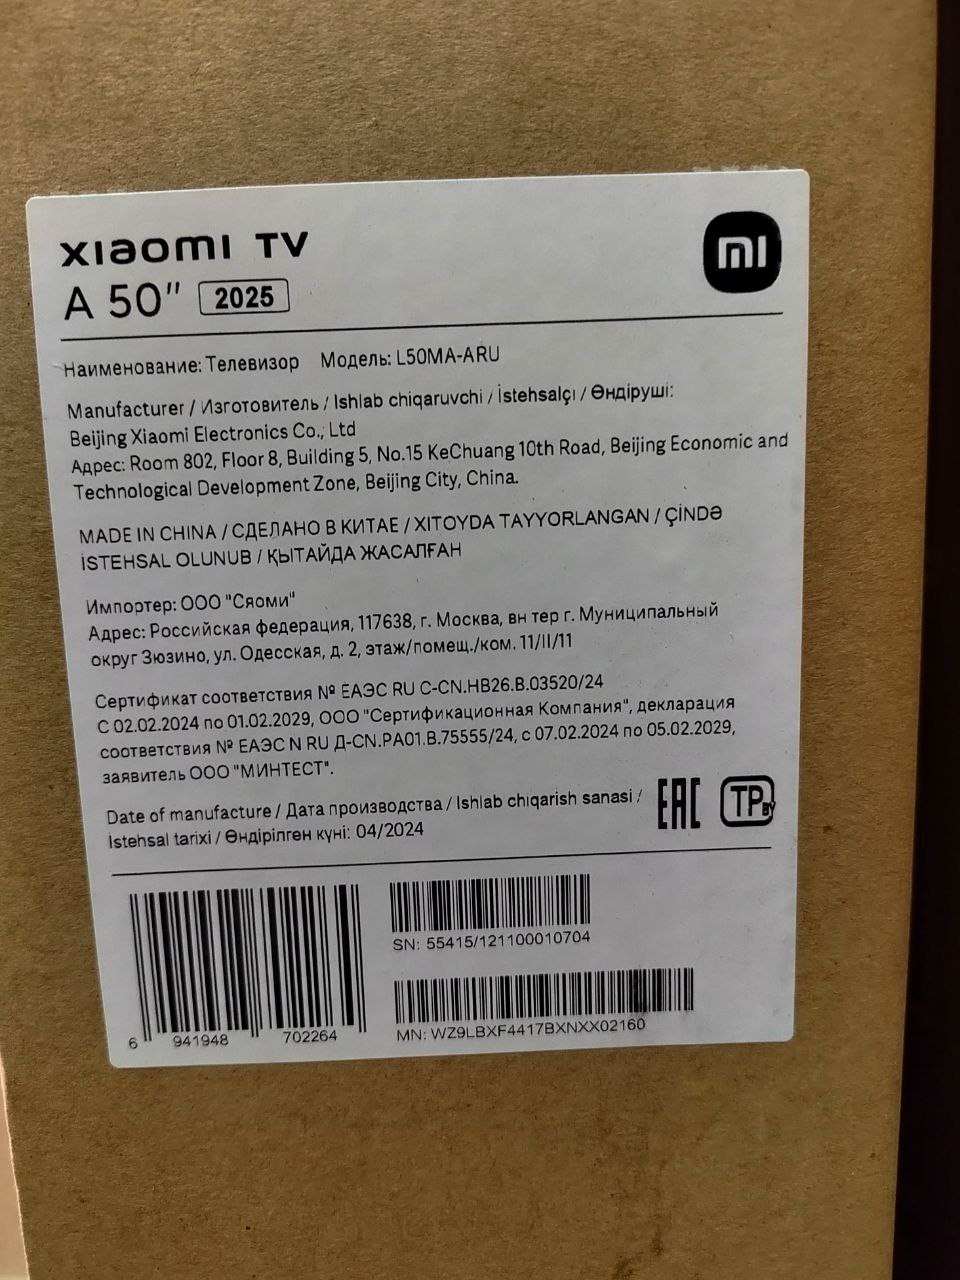 xiaomi TV
A 50" 2025
mi
Наименование: Телевизор Модель: L50MA-ARU
Manufacturer / Изготовитель / Ishlab chiqaruvchi / İstehsalçı / Өндіруші:
Beijing Xiaomi Electronics Co., Ltd
Адрес: Room 802, Floor 8, Building 5, No.15 KeChuang 10th Road, Beijing Economic and
Technological Development Zone, Beijing City, China.
MADE IN CHINA / СДЕЛАНО В КИТАЕ / XITOYDA TAYYORLANGAN / ÇİNDƏ
İSTEHSAL OLUNUB / ҚЫТАЙДА ЖАСАЛҒАН
Импортер: ООО "Сяоми"
Адрес: Российская федерация, 117638, г. Москва, вн тер г. Муниципальный
округ Зюзино, ул. Одесская, д. 2, этаж/помещ./ком. 11/II/11
Сертификат соответствия № ЕАЭС RU C-CN.HB26.B.03520/24
С 02.02.2024 по 01.02.2029, ООО "Сертификационная Компания", декларация
соответствия № ЕАЭС N RU Д-CN.PA01.B.75555/24, с 07.02.2024 по 05.02.2029,
заявитель ООО "МИНТЕСТ".
Date of manufacture / Дата производства / Ishlab chiqarish sanasi /
İstehsal tarixi / Өндірілген күні: 04/2024
EAC TP BY
SN: 55415/121100010704
MN: WZ9LBXF4417BXNXX02160
6 941948 702264